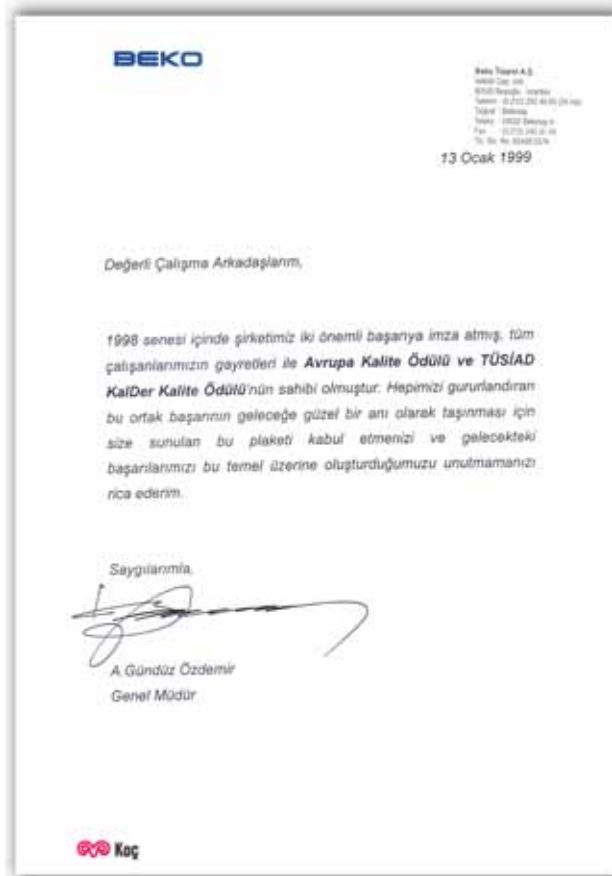 BEKO
Beko Ticaret A.Ş.
13 Ocak 1999
Değerli Çalışma Arkadaşlarım,
1998 senesi içinde şirketimiz iki önemli başarıya imza atmış, tüm
çalışanlarımızın gayretleri ile Avrupa Kalite Ödülü ve TÜSİAD
KalDer Kalite Ödülü'nün sahibi olmuştur. Hepimizi gururlandıran
bu ortak başarının geleceğe güzel bir anı olarak taşınması için
size sunulan bu plaketi kabul etmenizi ve gelecekteki
başarılarımızı bu temel üzerine oluşturduğumuzu unutmamanızı
rica ederim.
Saygılarımla,
A.Gündüz Özdemir
Genel Müdür
Koç